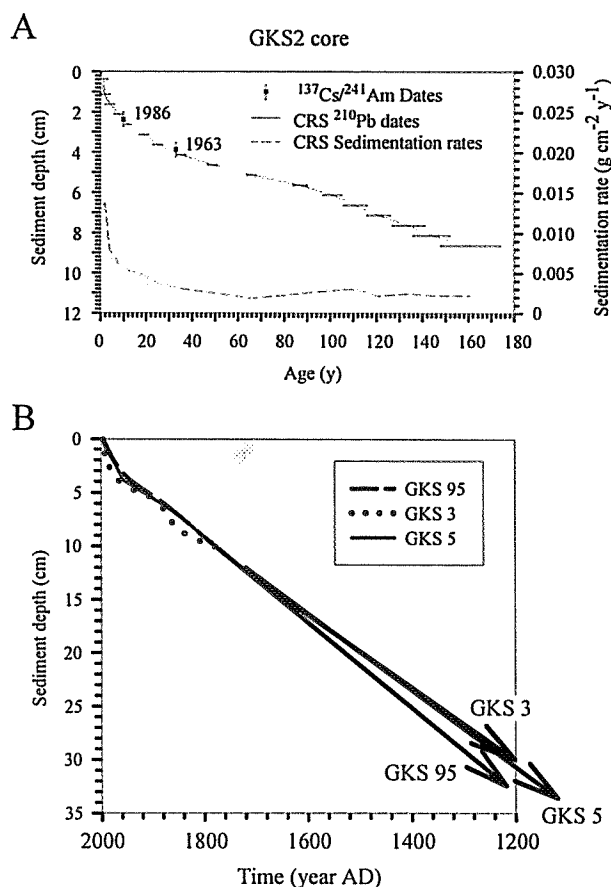 A
GKS2 core
0
2
4
6
8
10
12
Sediment depth (cm)
0.030
0.025
0.020
0.015
0.010
0.005
0.000
Sedimentation rate (g cm⁻² y⁻¹)
1986
1963
¹³⁷Cs/²⁴¹Am Dates
CRS ²¹⁰Pb dates
CRS Sedimentation rates
0 20 40 60 80 100 120 140 160 180
Age (y)
B
0
5
10
15
20
25
30
35
Sediment depth (cm)
GKS 95
GKS 3
GKS 5
GKS 3
GKS 95
GKS 5
2000 1800 1600 1400 1200
Time (year AD)